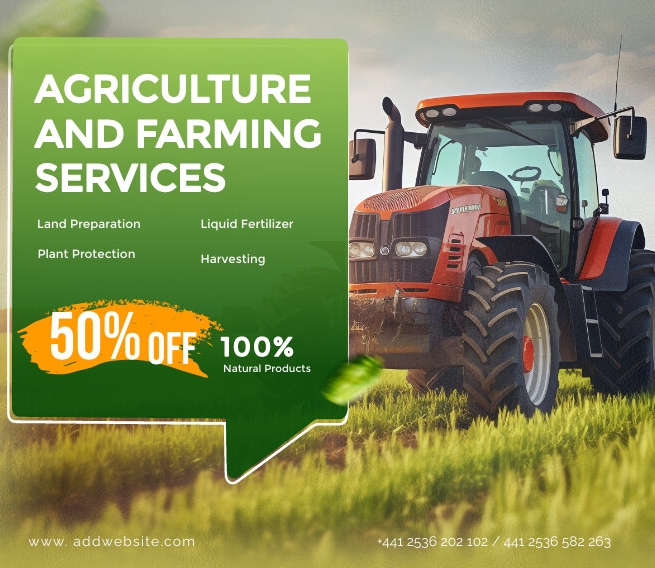 AGRICULTURE
AND FARMING
SERVICES
Land Preparation
Liquid Fertilizer
Plant Protection
Harvesting
50% OFF
100%
Natural Products
www. addwebsite.com
+441 2536 202 102 / 441 2536 582 263